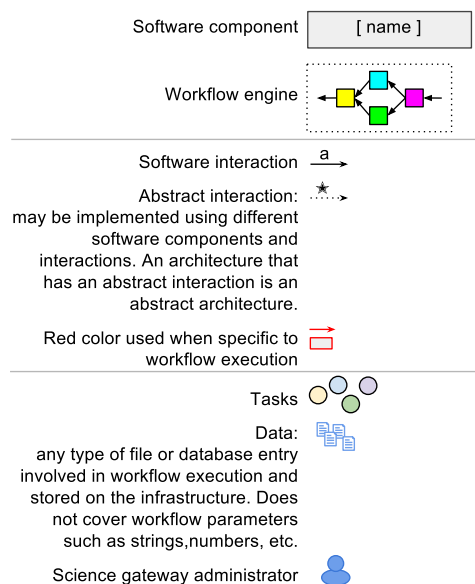 Software component [ name ]
Workflow engine
Software interaction a
Abstract interaction:
may be implemented using different
software components and
interactions. An architecture that
has an abstract interaction is an
abstract architecture.
Red color used when specific to
workflow execution
Tasks
Data:
any type of file or database entry
involved in workflow execution and
stored on the infrastructure. Does
not cover workflow parameters
such as strings,numbers, etc.
Science gateway administrator